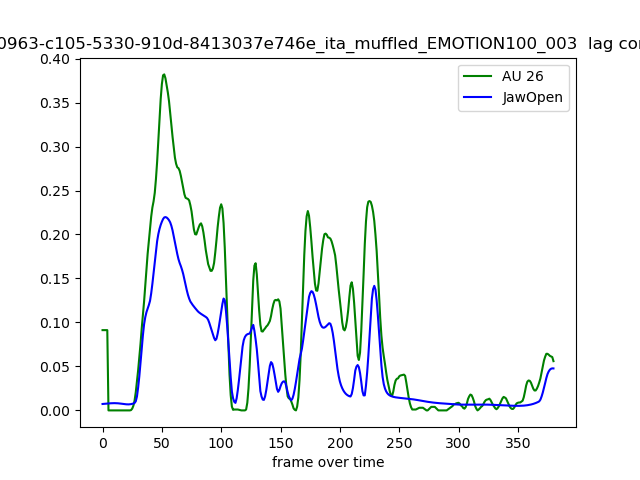 0963-c105-5330-910d-8413037e746e_ita_muffled_EMOTION100_003 lag cor
AU 26
JawOpen
0.40
0.35
0.30
0.25
0.20
0.15
0.10
0.05
0.00
0 50 100 150 200 250 300 350
frame over time